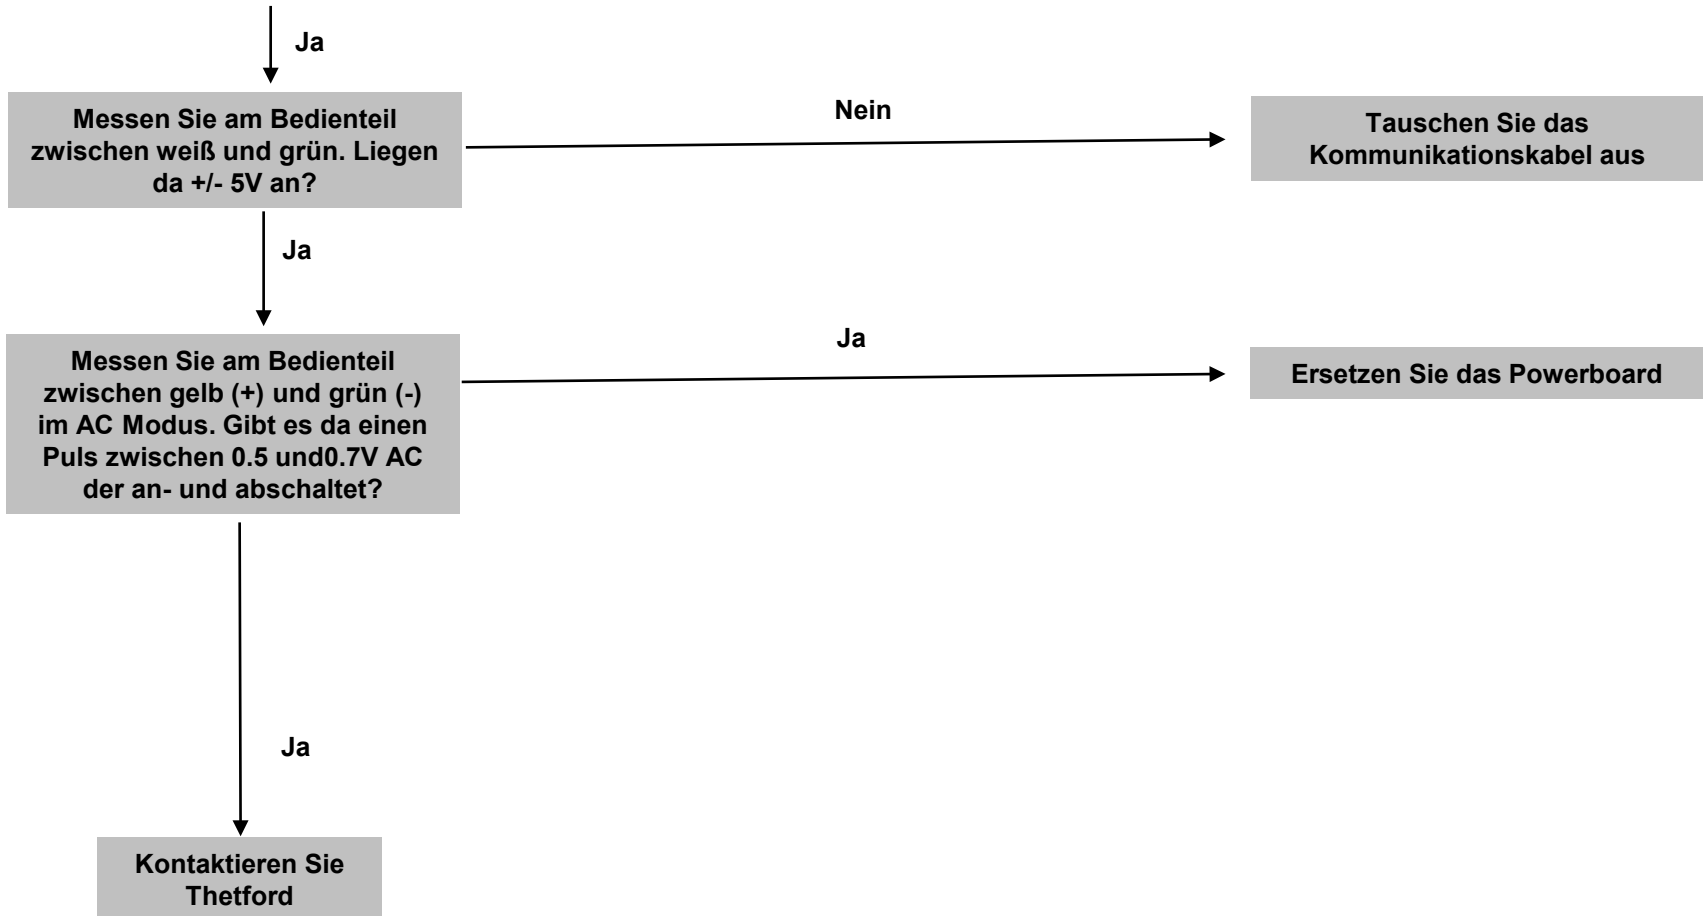 Ja
Messen Sie am Bedienteil
zwischen weiß und grün. Liegen
da +/- 5V an?
Nein
Tauschen Sie das
Kommunikationskabel aus
Ja
Messen Sie am Bedienteil
zwischen gelb (+) und grün (-)
im AC Modus. Gibt es da einen
Puls zwischen 0.5 und0.7V AC
der an- und abschaltet?
Ja
Ersetzen Sie das Powerboard
Ja
Kontaktieren Sie
Thetford